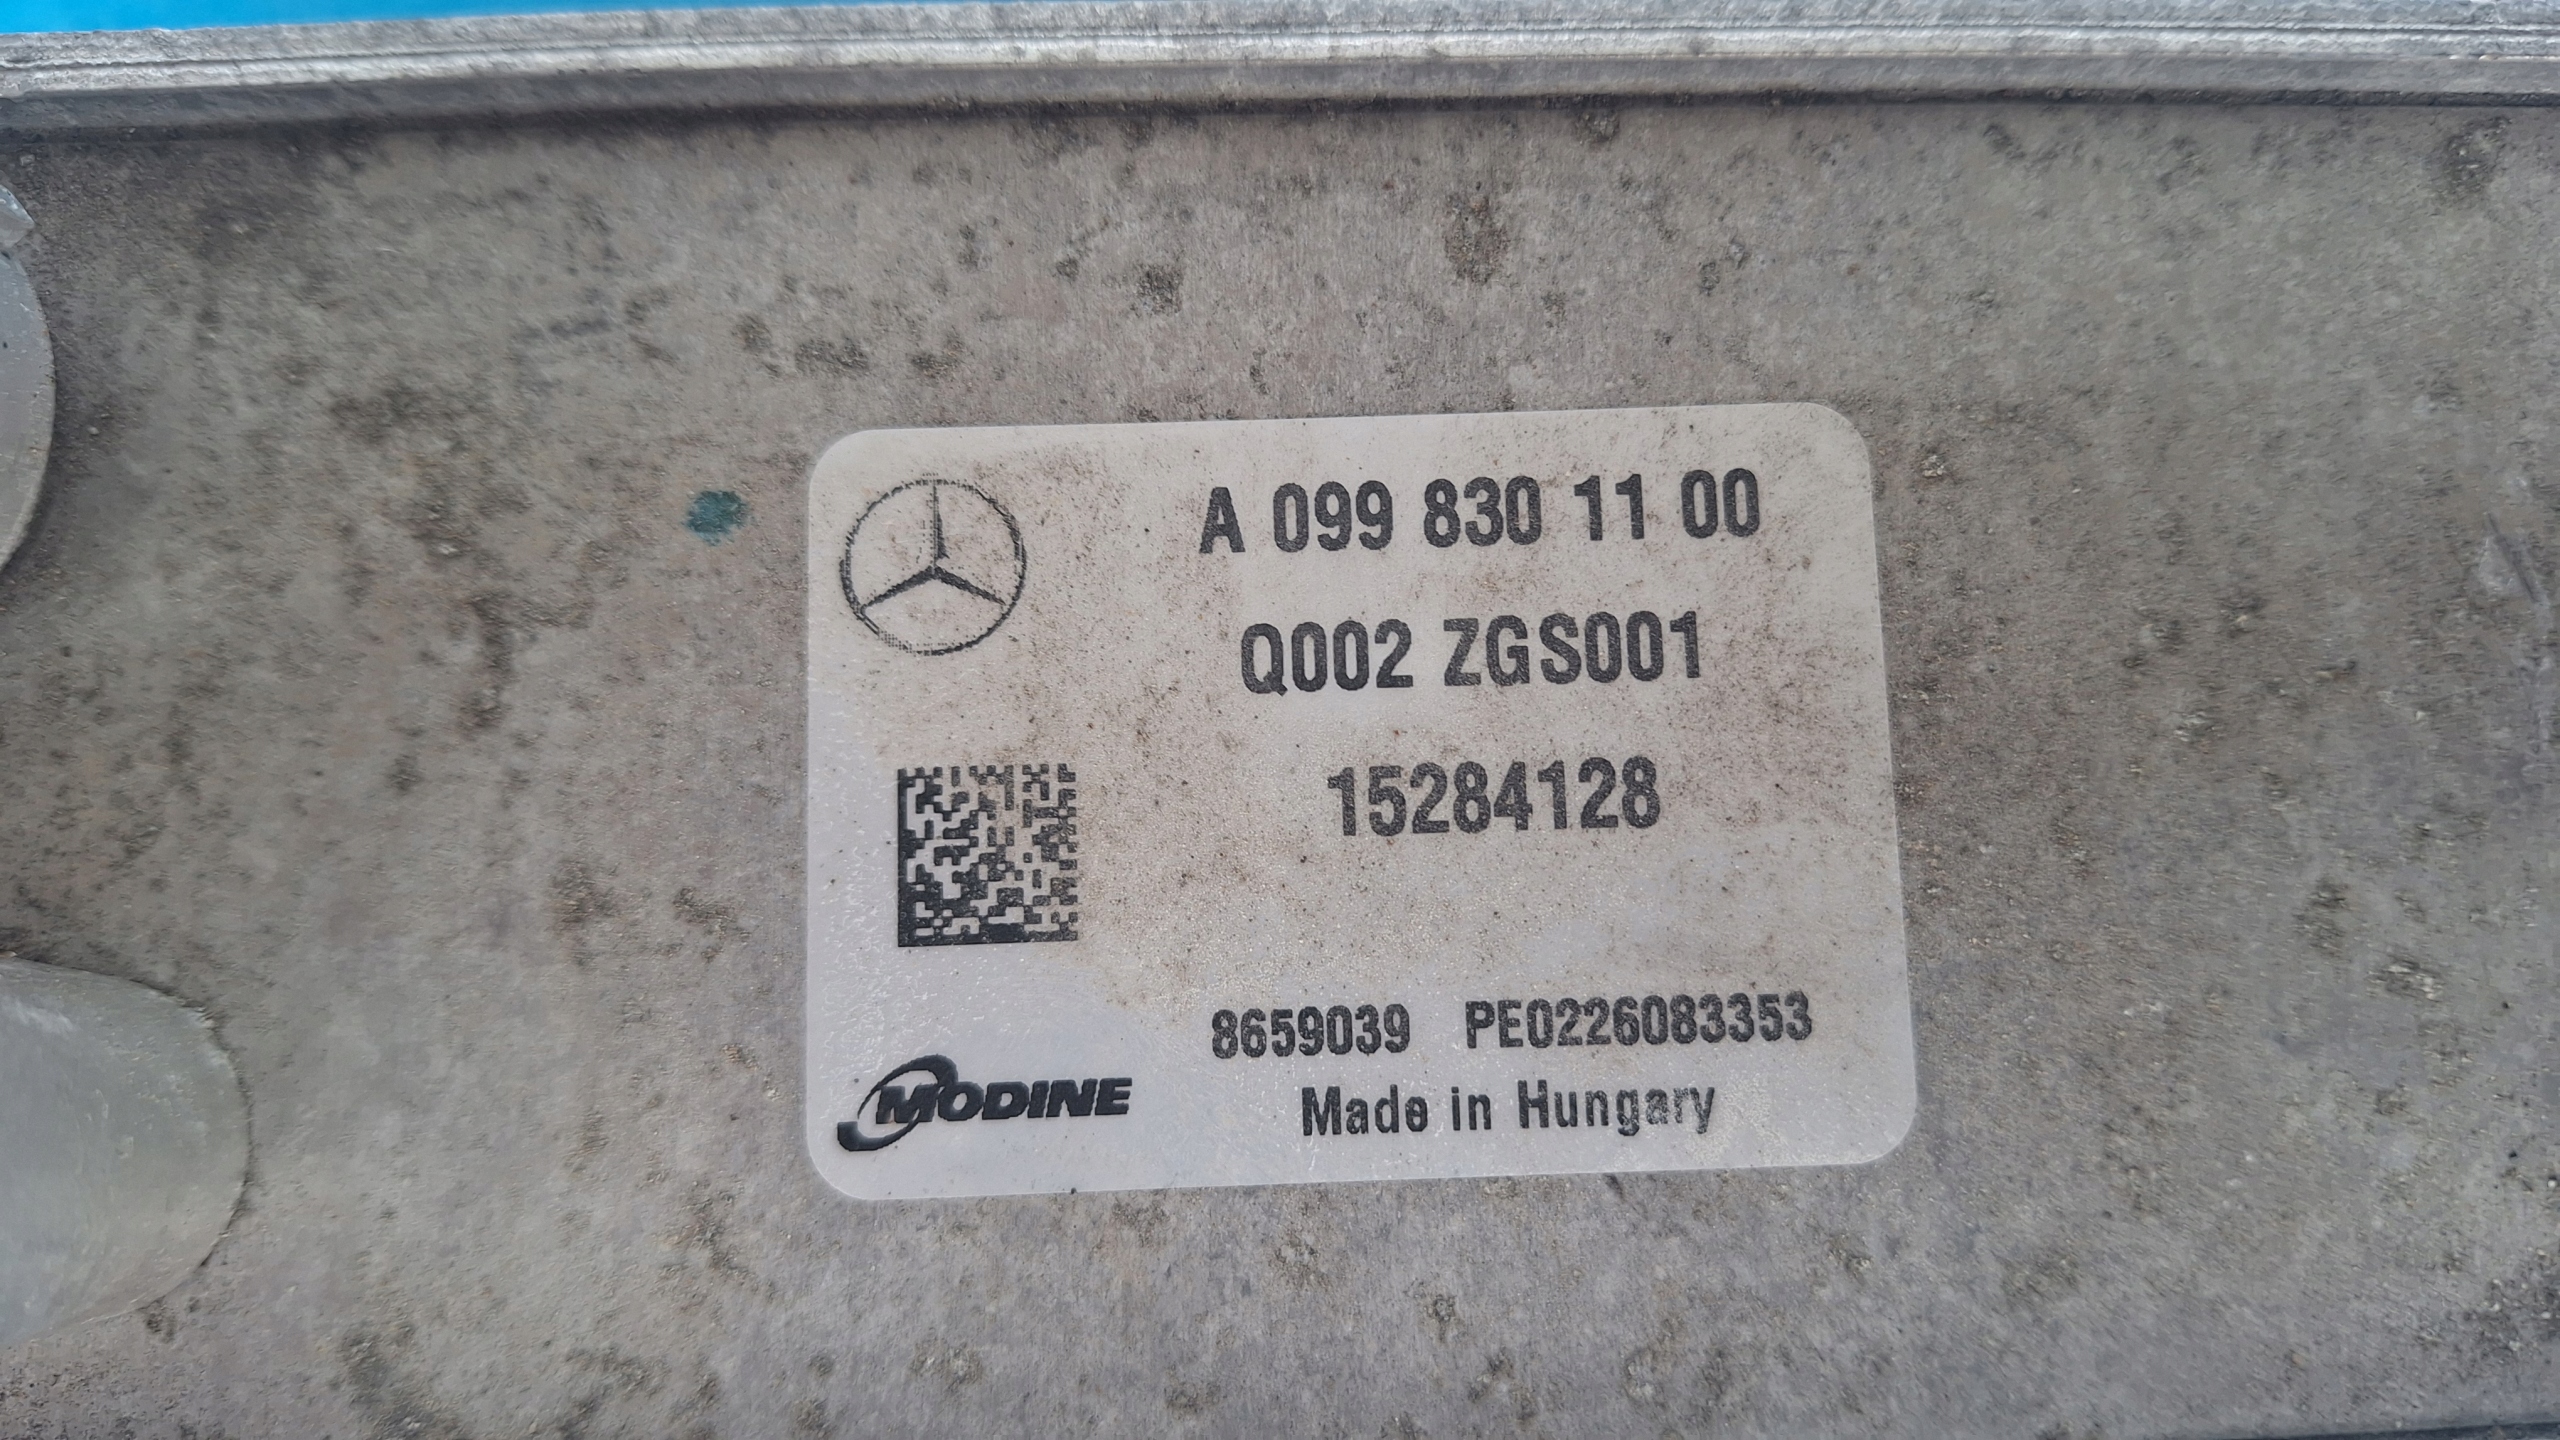 A 099 830 11 00
Q002 ZGS001
15284128
8659039 PE0226083353
MODINE
Made in Hungary